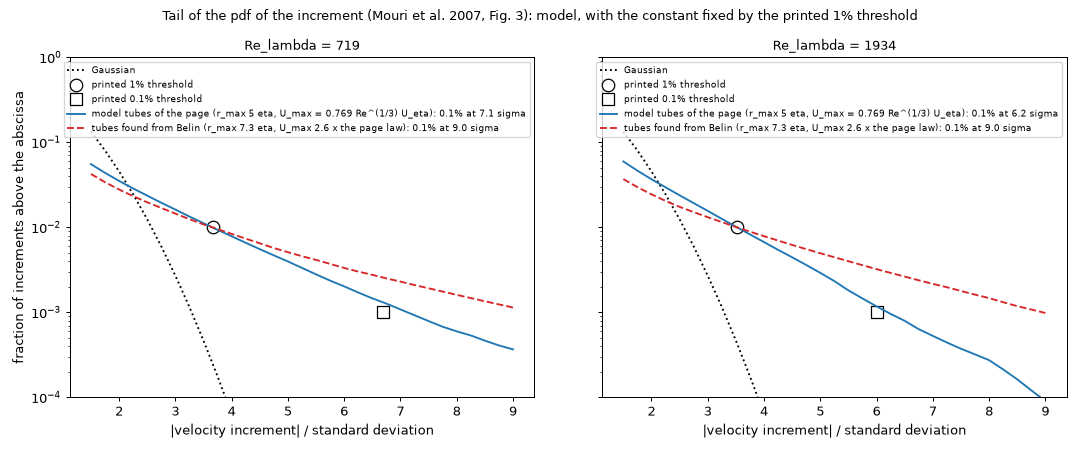 Tail of the pdf of the increment (Mouri et al. 2007, Fig. 3): model, with the constant fixed by the printed 1% threshold
Re_lambda = 719
fraction of increments above the abscissa
10^0
10^-1
10^-2
10^-3
10^-4
Gaussian
printed 1% threshold
printed 0.1% threshold
model tubes of the page (r_max 5 eta, U_max = 0.769 Re^(1/3) U_eta): 0.1% at 7.1 sigma
tubes found from Belin (r_max 7.3 eta, U_max 2.6 x the page law): 0.1% at 9.0 sigma
2 3 4 5 6 7 8 9
|velocity increment| / standard deviation
Re_lambda = 1934
Gaussian
printed 1% threshold
printed 0.1% threshold
model tubes of the page (r_max 5 eta, U_max = 0.769 Re^(1/3) U_eta): 0.1% at 6.2 sigma
tubes found from Belin (r_max 7.3 eta, U_max 2.6 x the page law): 0.1% at 9.0 sigma
2 3 4 5 6 7 8 9
|velocity increment| / standard deviation